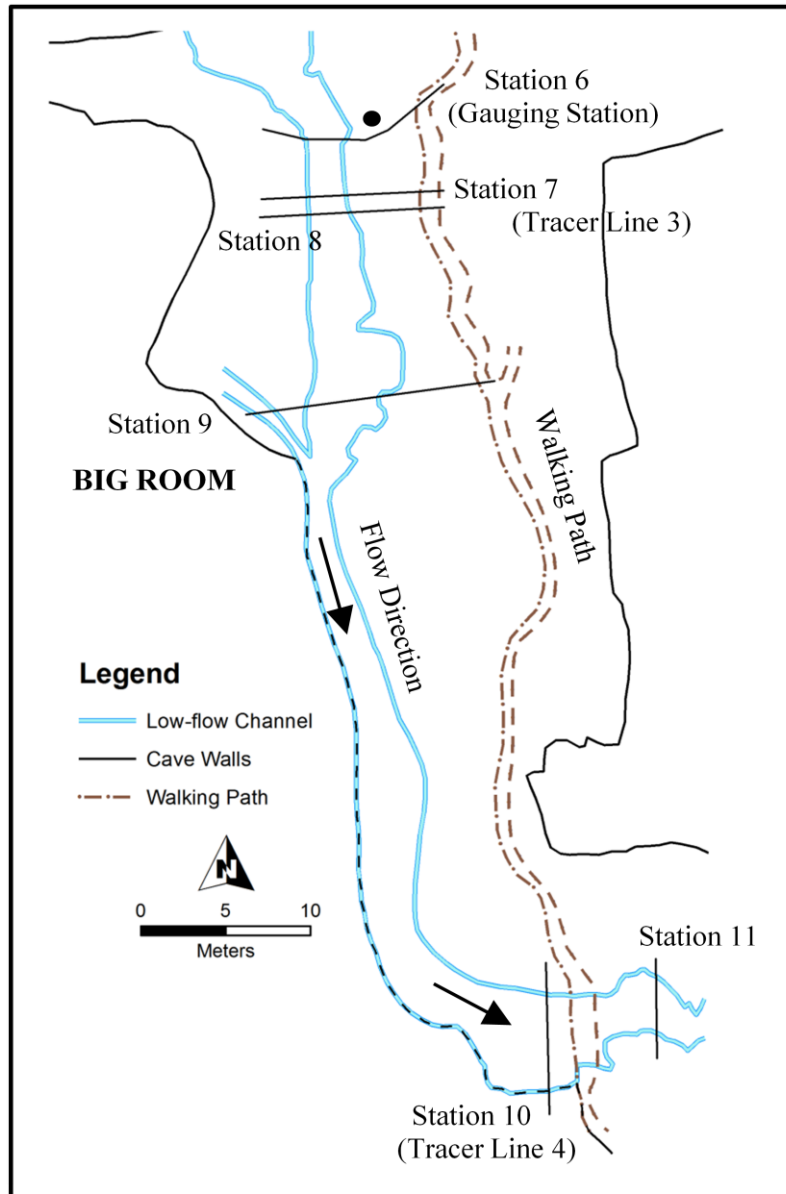 Station 6
(Gauging Station)
Station 7
(Tracer Line 3)
Station 8
Station 9
BIG ROOM
Walking Path
Flow Direction
Legend
Low-flow Channel
Cave Walls
Walking Path
N
0 5 10
Meters
Station 11
Station 10
(Tracer Line 4)